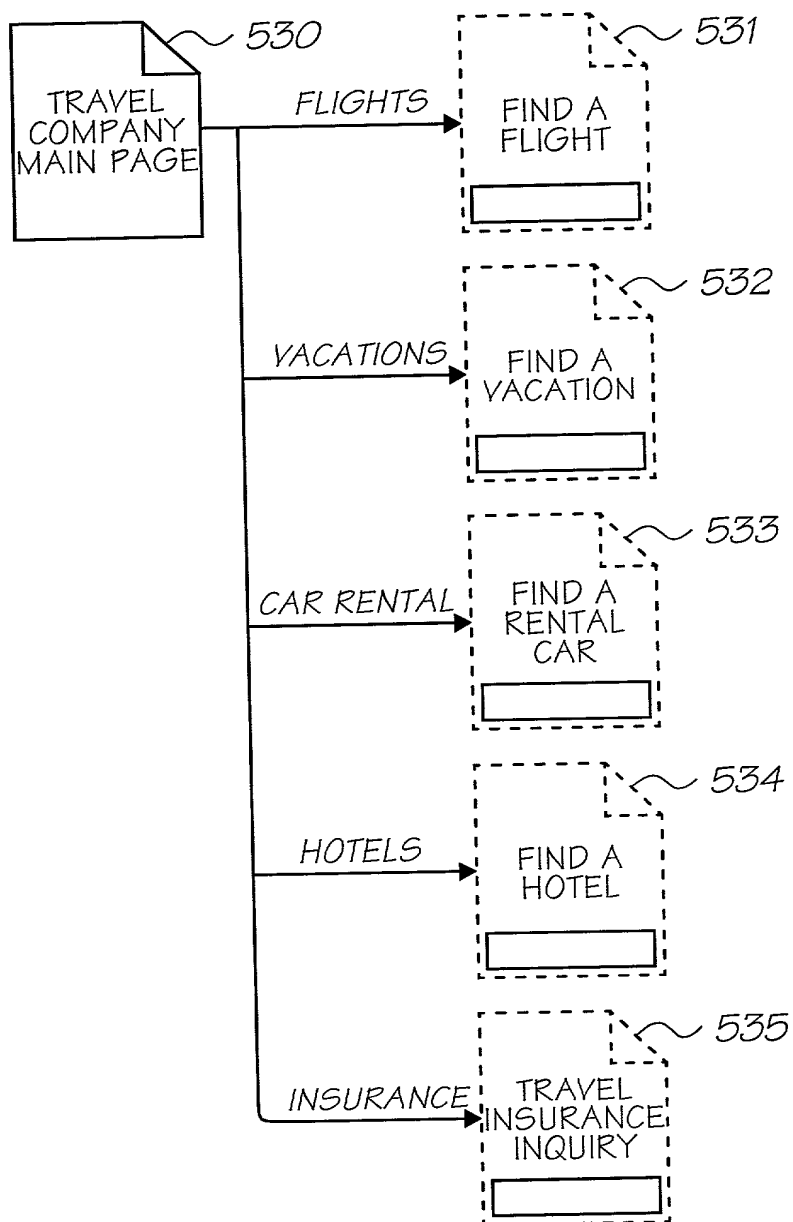 530
TRAVEL
COMPANY
MAIN PAGE
FLIGHTS
531
FIND A
FLIGHT
VACATIONS
532
FIND A
VACATION
CAR RENTAL
533
FIND A
RENTAL
CAR
HOTELS
534
FIND A
HOTEL
INSURANCE
535
TRAVEL
INSURANCE
INQUIRY